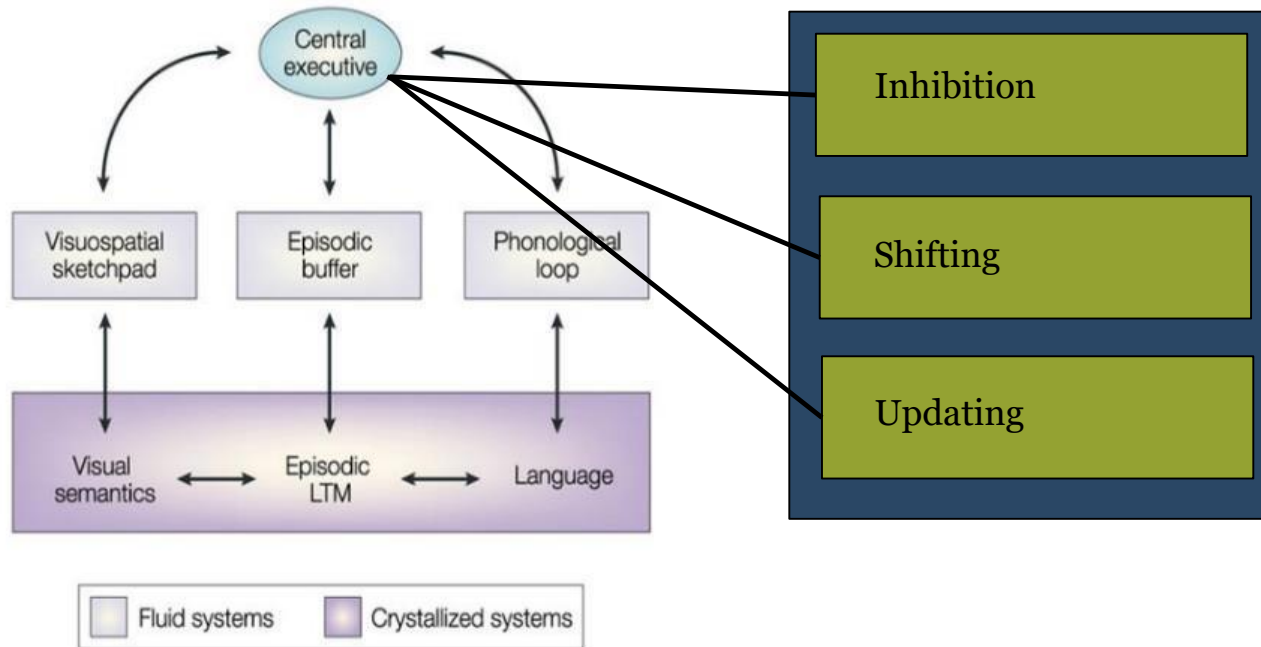 Central
executive
Inhibition
Shifting
Updating
Visuospatial
sketchpad
Episodic
buffer
Phonological
loop
Visual
semantics
Episodic
LTM
Language
Fluid systems
Crystallized systems